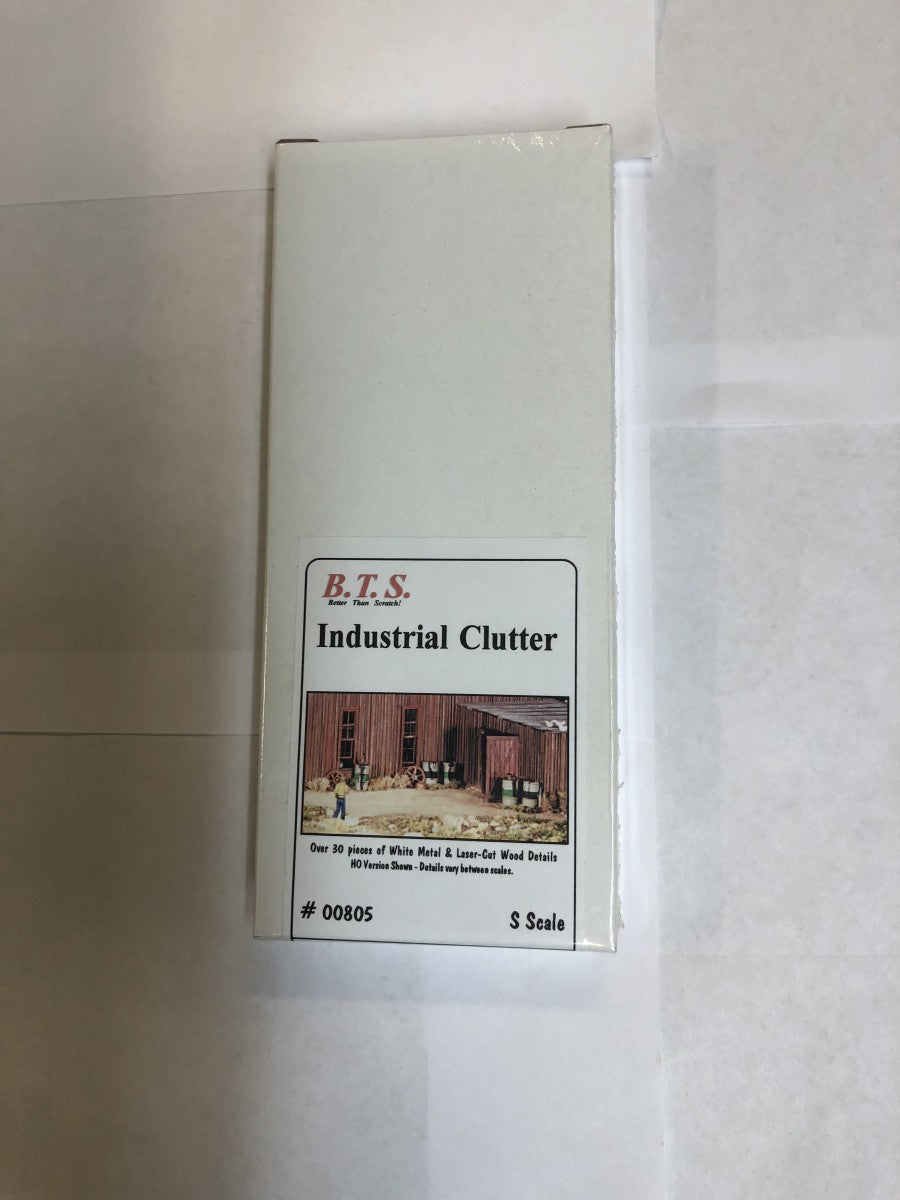 B.T.S.
Better Than Scratch!
Industrial Clutter
Over 30 pieces of White Metal & Laser-Cut Wood Details
HO Version Shown - Details vary between scales.
# 00805
S Scale